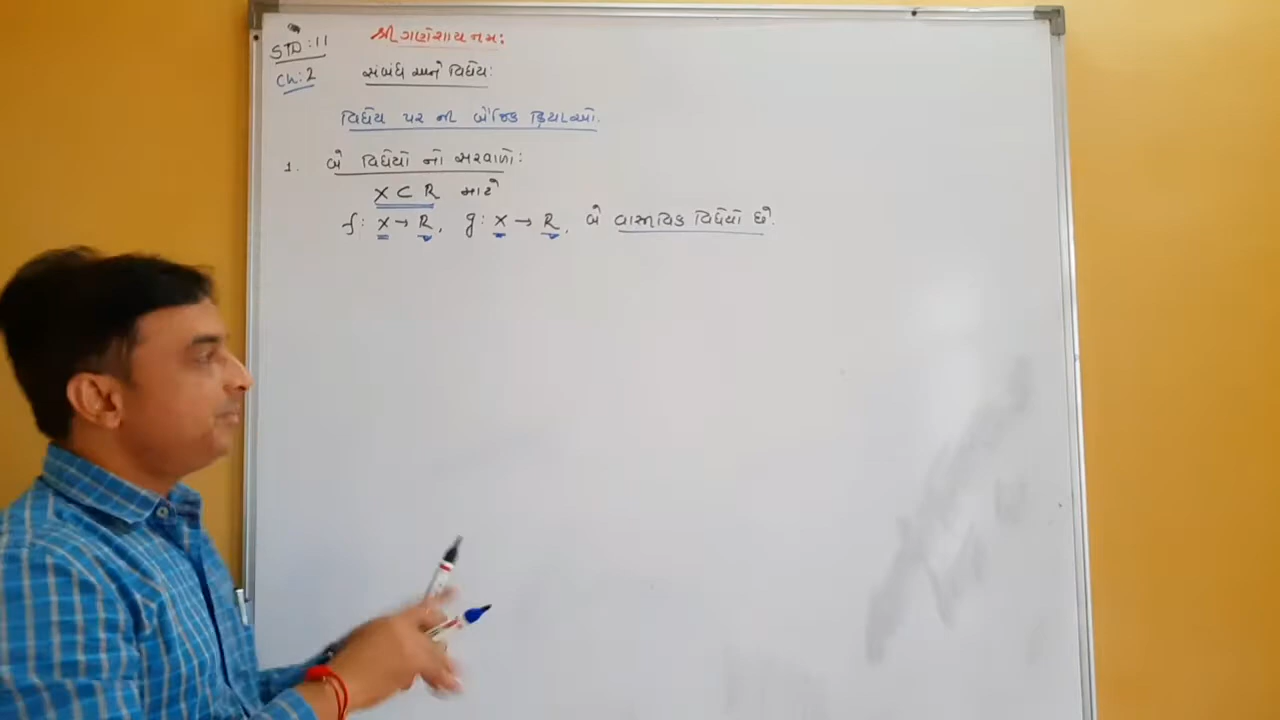 STD:11
Ch:2
શ્રી ગણેશાય નમ:
સંબંધ અને વિધેય:
વિધેય પર ની બૈજિક ક્રિયાઓ.
1. બે વિધેયો નો સરવાળો:
X ⊂ R માટે
f: X → R, g: X → R, બે વાસ્તવિક વિધેયો છે.